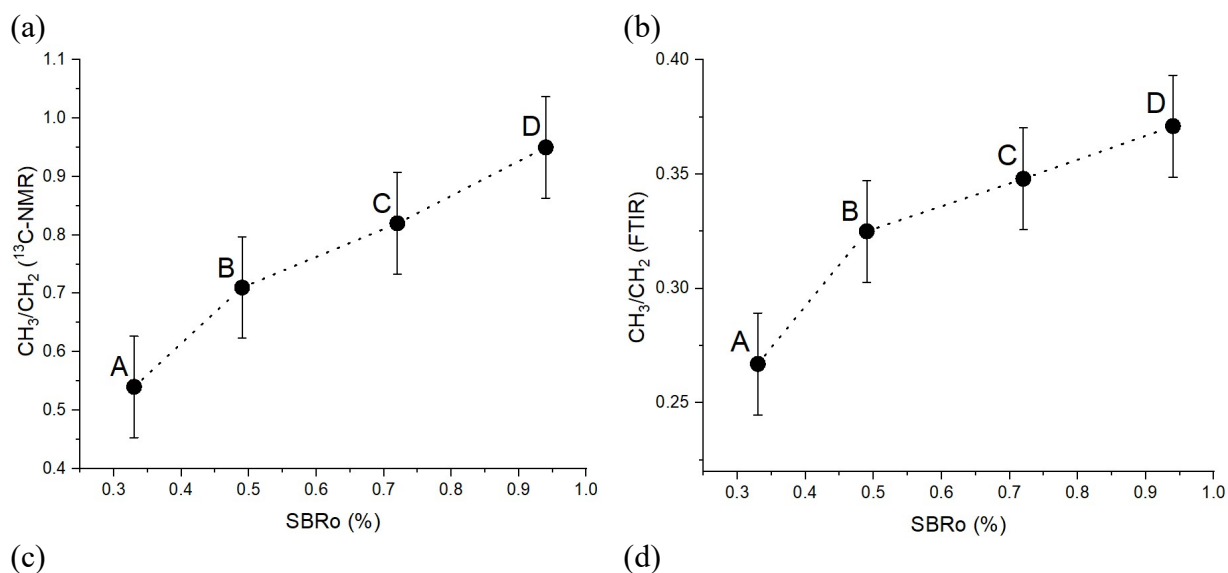 (a)
1.1
1.0
0.9
0.8
0.7
0.6
0.5
0.4
CH₃/CH₂ (¹³C-NMR)
A
B
C
D
0.3 0.4 0.5 0.6 0.7 0.8 0.9 1.0
SBRo (%)
(b)
0.40
0.35
0.30
0.25
CH₃/CH₂ (FTIR)
A
B
C
D
0.3 0.4 0.5 0.6 0.7 0.8 0.9 1.0
SBRo (%)
(c)
(d)